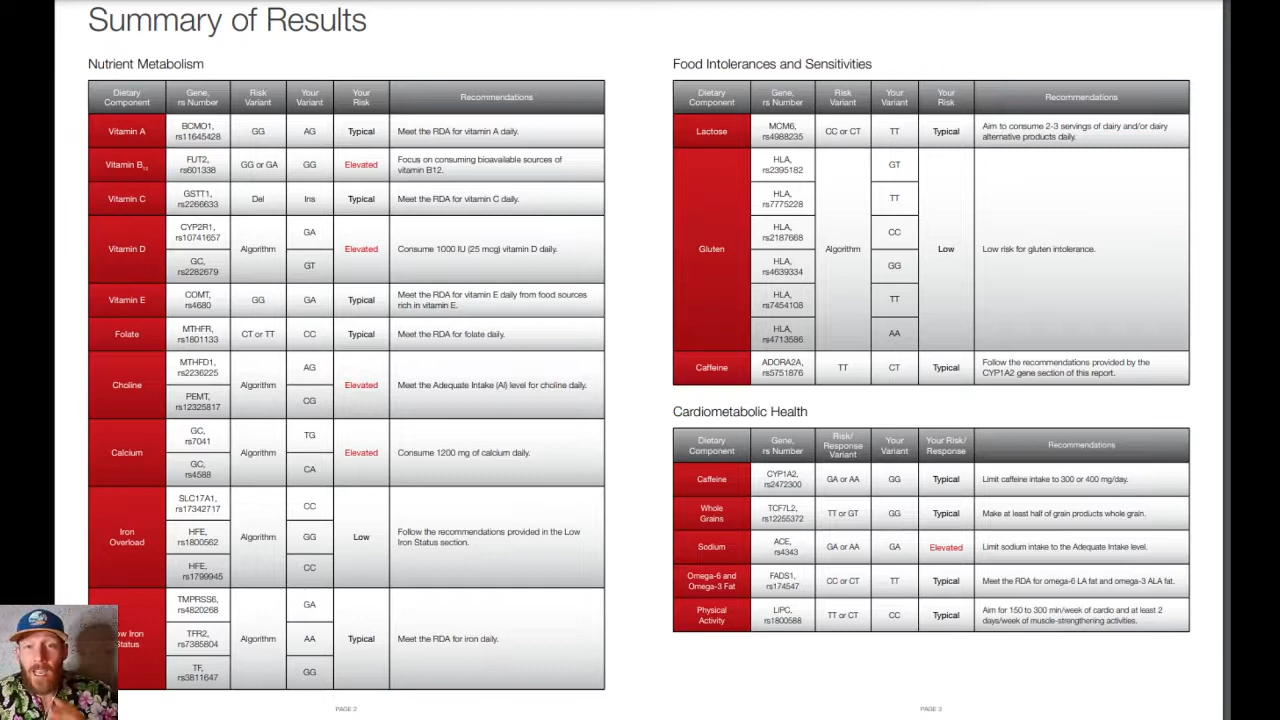 Summary of Results
Nutrient Metabolism
Dietary Component
Gene, rs Number
Risk Variant
Your Variant
Your Risk
Recommendations
Vitamin A
BCMO1, rs11645428
GG
AG
Typical
Meet the RDA for vitamin A daily.
Vitamin B12
FUT2, rs601338
GG or GA
GG
Elevated
Focus on consuming bioavailable sources of
vitamin B12.
Vitamin C
GSTT1, rs2266633
Del
Ins
Typical
Meet the RDA for vitamin C daily.
Vitamin D
CYP2R1, rs10741657
GA
GC, rs2282679
GT
Algorithm
Elevated
Consume 1000 IU (25 mcg) vitamin D daily.
Vitamin E
COMT, rs4680
GG
GA
Typical
Meet the RDA for vitamin E daily from food sources
rich in vitamin E.
Folate
MTHFR, rs1801133
CT or TT
CC
Typical
Meet the RDA for folate daily.
Choline
MTHFD1, rs2236225
AG
PEMT, rs12325817
CG
Algorithm
Elevated
Meet the Adequate Intake (AI) level for choline daily.
Calcium
GC, rs7041
TG
GC, rs4588
CA
Algorithm
Elevated
Consume 1200 mg of calcium daily.
Iron Overload
SLC17A1, rs17342717
CC
HFE, rs1800562
GG
HFE, rs1799945
CC
Algorithm
Low
Follow the recommendations provided in the Low
Iron Status section.
ow Iron
Status
TMPRSS6, rs4820268
GA
TFR2, rs7385804
AA
TF, rs3811647
GG
Algorithm
Typical
Meet the RDA for iron daily.
PAGE 2
Food Intolerances and Sensitivities
Dietary Component
Gene, rs Number
Risk Variant
Your Variant
Your Risk
Recommendations
Lactose
MCM6, rs4988235
CC or CT
TT
Typical
Aim to consume 2-3 servings of dairy and/or dairy
alternative products daily.
Gluten
HLA, rs2395182
GT
HLA, rs7775228
TT
HLA, rs2187668
CC
HLA, rs4639334
GG
HLA, rs7454108
TT
HLA, rs4713586
AA
Algorithm
Low
Low risk for gluten intolerance.
Caffeine
ADORA2A, rs5751876
TT
CT
Typical
Follow the recommendations provided by the
CYP1A2 gene section of this report.
Cardiometabolic Health
Dietary Component
Gene, rs Number
Risk/ Response Variant
Your Variant
Your Risk/ Response
Recommendations
Caffeine
CYP1A2, rs2472300
GA or AA
GG
Typical
Limit caffeine intake to 300 or 400 mg/day.
Whole Grains
TCF7L2, rs12255372
TT or GT
GG
Typical
Make at least half of grain products whole grain.
Sodium
ACE, rs4343
GA or AA
GA
Elevated
Limit sodium intake to the Adequate Intake level.
Omega-6 and Omega-3 Fat
FADS1, rs174547
CC or CT
TT
Typical
Meet the RDA for omega-6 LA fat and omega-3 ALA fat.
Physical Activity
LIPC, rs1800588
TT or CT
CC
Typical
Aim for 150 to 300 min/week of cardio and at least 2
days/week of muscle-strengthening activities.
PAGE 3